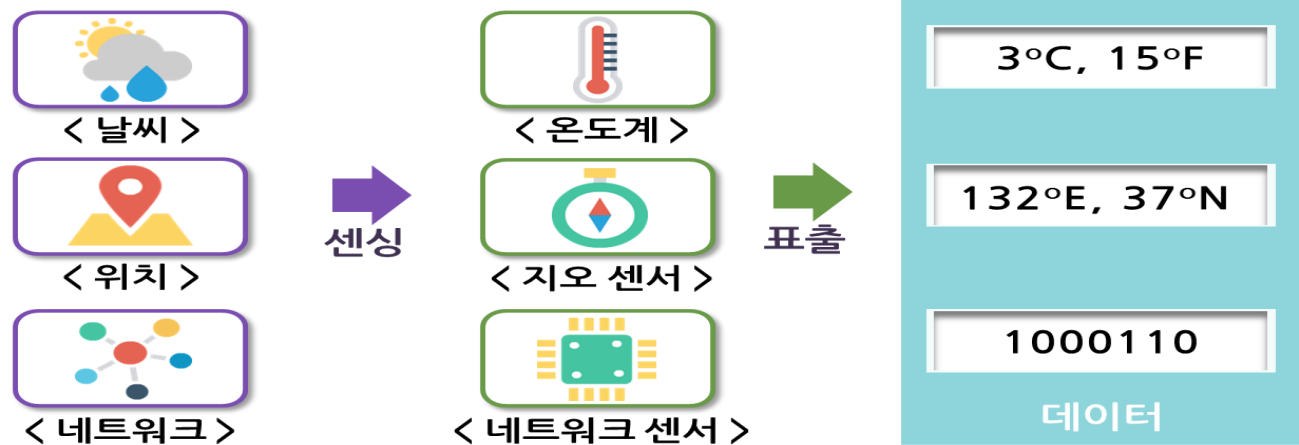 < 날씨 >
< 위치 >
< 네트워크 >
센싱
< 온도계 >
< 지오 센서 >
< 네트워크 센서 >
표출
3°C, 15°F
132°E, 37°N
1000110
데이터